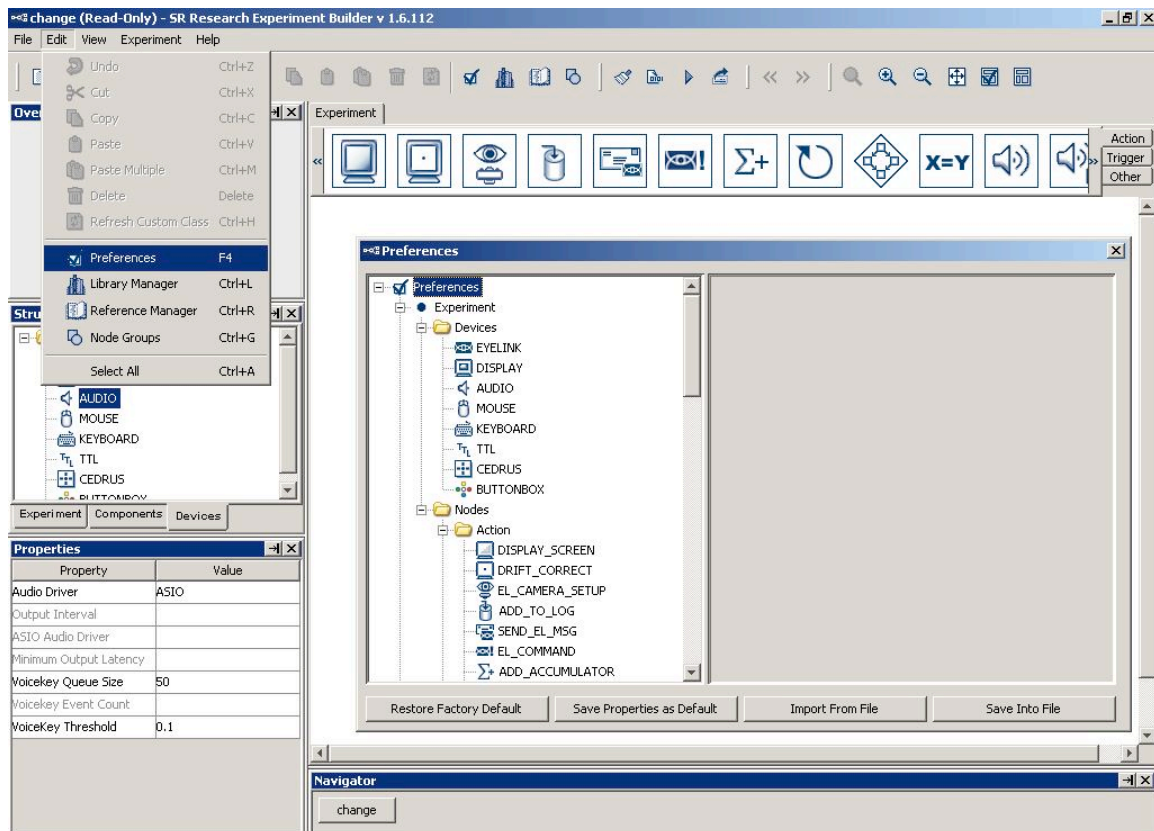 change (Read-Only) - SR Research Experiment Builder v 1.6.112
File Edit View Experiment Help
Undo Ctrl+Z
Cut Ctrl+X
Copy Ctrl+C
Paste Ctrl+V
Paste Multiple Ctrl+M
Delete Delete
Refresh Custom Class Ctrl+H
Preferences F4
Library Manager Ctrl+L
Reference Manager Ctrl+R
Node Groups Ctrl+G
Select All Ctrl+A
Over
Stru
AUDIO
MOUSE
KEYBOARD
TTL
CEDRUS
BUTTONBOX
Experiment Components Devices
Properties
Property Value
Audio Driver ASIO
Output Interval
ASIO Audio Driver
Minimum Output Latency
Voicekey Queue Size 50
Voicekey Event Count
VoiceKey Threshold 0.1
Experiment
X=Y
Action
Trigger
Other
Preferences
Preferences
Experiment
Devices
EYELINK
DISPLAY
AUDIO
MOUSE
KEYBOARD
TTL
CEDRUS
BUTTONBOX
Nodes
Action
DISPLAY_SCREEN
DRIFT_CORRECT
EL_CAMERA_SETUP
ADD_TO_LOG
SEND_EL_MSG
EL_COMMAND
ADD_ACCUMULATOR
Restore Factory Default Save Properties as Default Import From File Save Into File
Navigator
change